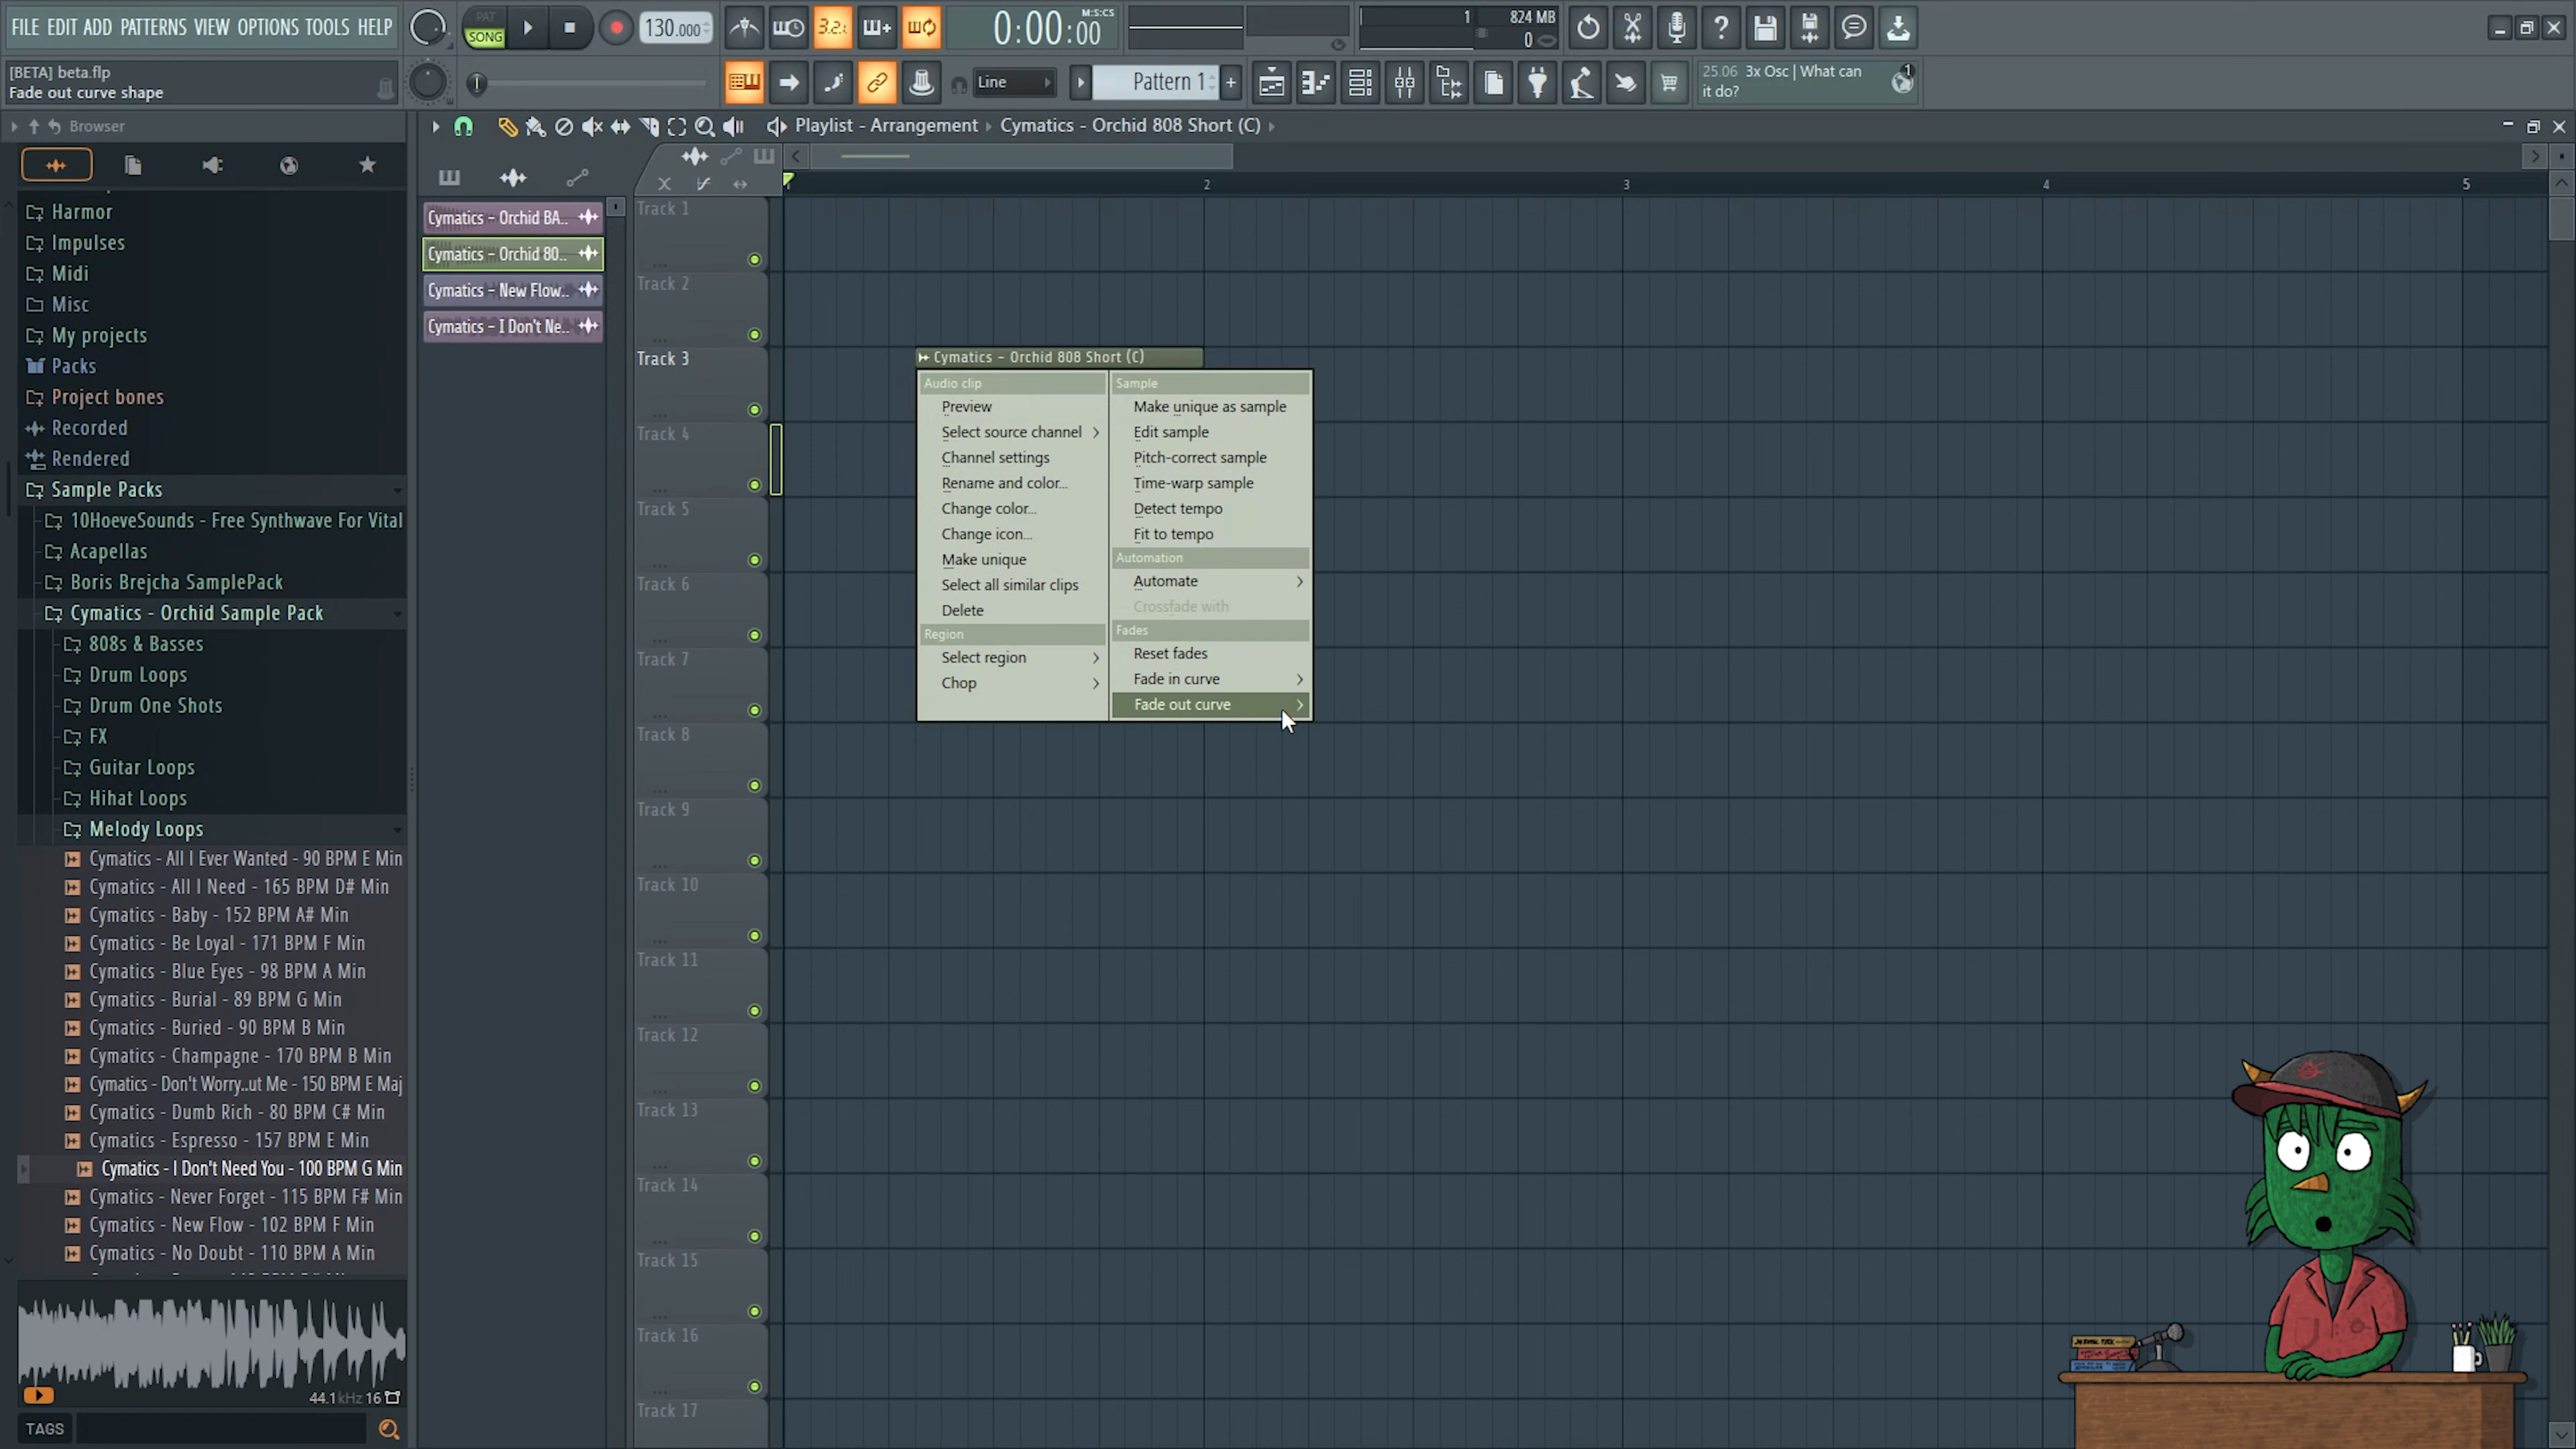 FILE EDIT ADD PATTERNS VIEW OPTIONS TOOLS HELP
PAT
SONG
130.000
3.2.
M:S:CS
0:00:00
1
824 MB
0
[BETA] beta.flp
Fade out curve shape
Line
Pattern 1
+
25.06 3x Osc | What can
it do?
1
Browser
Playlist - Arrangement
Cymatics - Orchid 808 Short (C)
Harmor
Impulses
Midi
Misc
My projects
Packs
Project bones
Recorded
Rendered
Sample Packs
10HoeveSounds - Free Synthwave For Vital
Acapellas
Boris Brejcha SamplePack
Cymatics - Orchid Sample Pack
808s & Basses
Drum Loops
Drum One Shots
FX
Guitar Loops
Hihat Loops
Melody Loops
Cymatics - All I Ever Wanted - 90 BPM E Min
Cymatics - All I Need - 165 BPM D# Min
Cymatics - Baby - 152 BPM A# Min
Cymatics - Be Loyal - 171 BPM F Min
Cymatics - Blue Eyes - 98 BPM A Min
Cymatics - Burial - 89 BPM G Min
Cymatics - Buried - 90 BPM B Min
Cymatics - Champagne - 170 BPM B Min
Cymatics - Don't Worry..ut Me - 150 BPM E Maj
Cymatics - Dumb Rich - 80 BPM C# Min
Cymatics - Espresso - 157 BPM E Min
Cymatics - I Don't Need You - 100 BPM G Min
Cymatics - Never Forget - 115 BPM F# Min
Cymatics - New Flow - 102 BPM F Min
Cymatics - No Doubt - 110 BPM A Min
44.1kHz 16
TAGS
Cymatics - Orchid BA..
Cymatics - Orchid 80..
Cymatics - New Flow..
Cymatics - I Don't Ne..
2
3
4
5
Track 1
Track 2
Track 3
Track 4
Track 5
Track 6
Track 7
Track 8
Track 9
Track 10
Track 11
Track 12
Track 13
Track 14
Track 15
Track 16
Track 17
Cymatics - Orchid 808 Short (C)
Audio clip
Preview
Select source channel
Channel settings
Rename and color...
Change color...
Change icon...
Make unique
Select all similar clips
Delete
Region
Select region
Chop
Sample
Make unique as sample
Edit sample
Pitch-correct sample
Time-warp sample
Detect tempo
Fit to tempo
Automation
Automate
Crossfade with
Fades
Reset fades
Fade in curve
Fade out curve